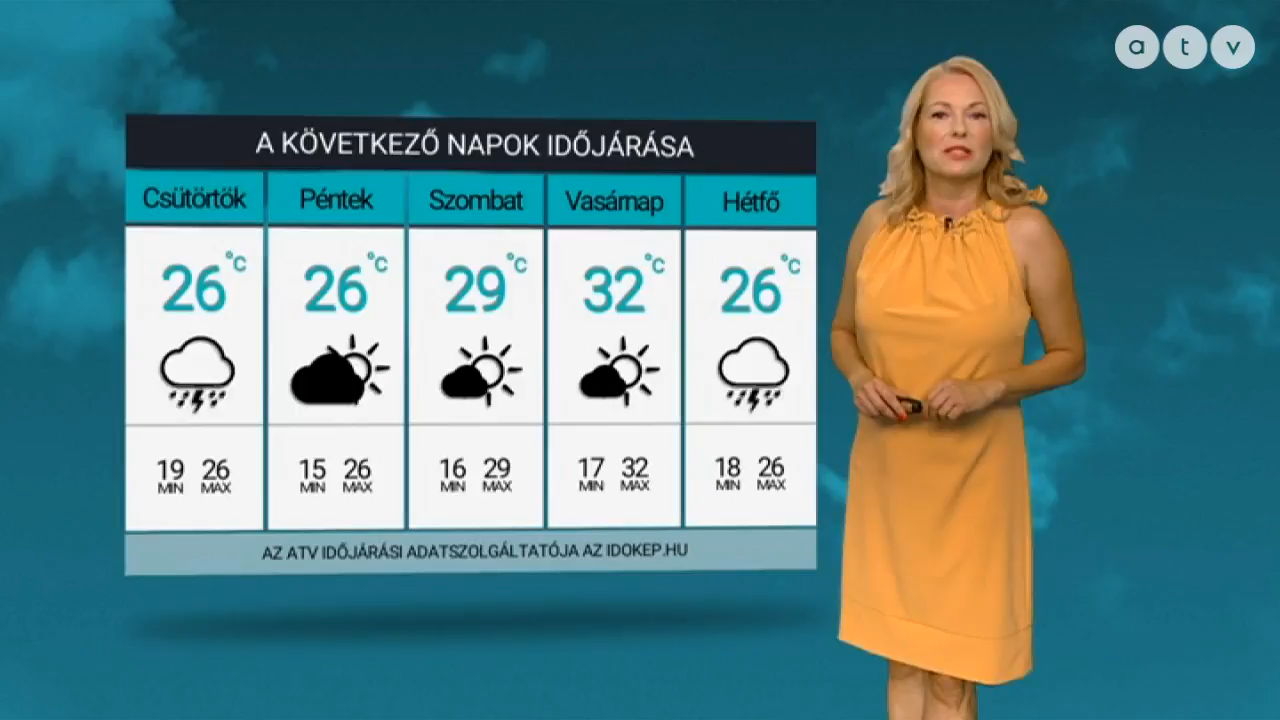 atv
A KÖVETKEZŐ NAPOK IDŐJÁRÁSA
Csütörtök Péntek Szombat Vasárnap Hétfő
26 °C 26 °C 29 °C 32 °C 26 °C
19 26 15 26 16 29 17 32 18 26
MIN MAX MIN MAX MIN MAX MIN MAX MIN MAX
AZ ATV IDŐJÁRÁSI ADATSZOLGÁLTATÓJA AZ IDOKEP.HU